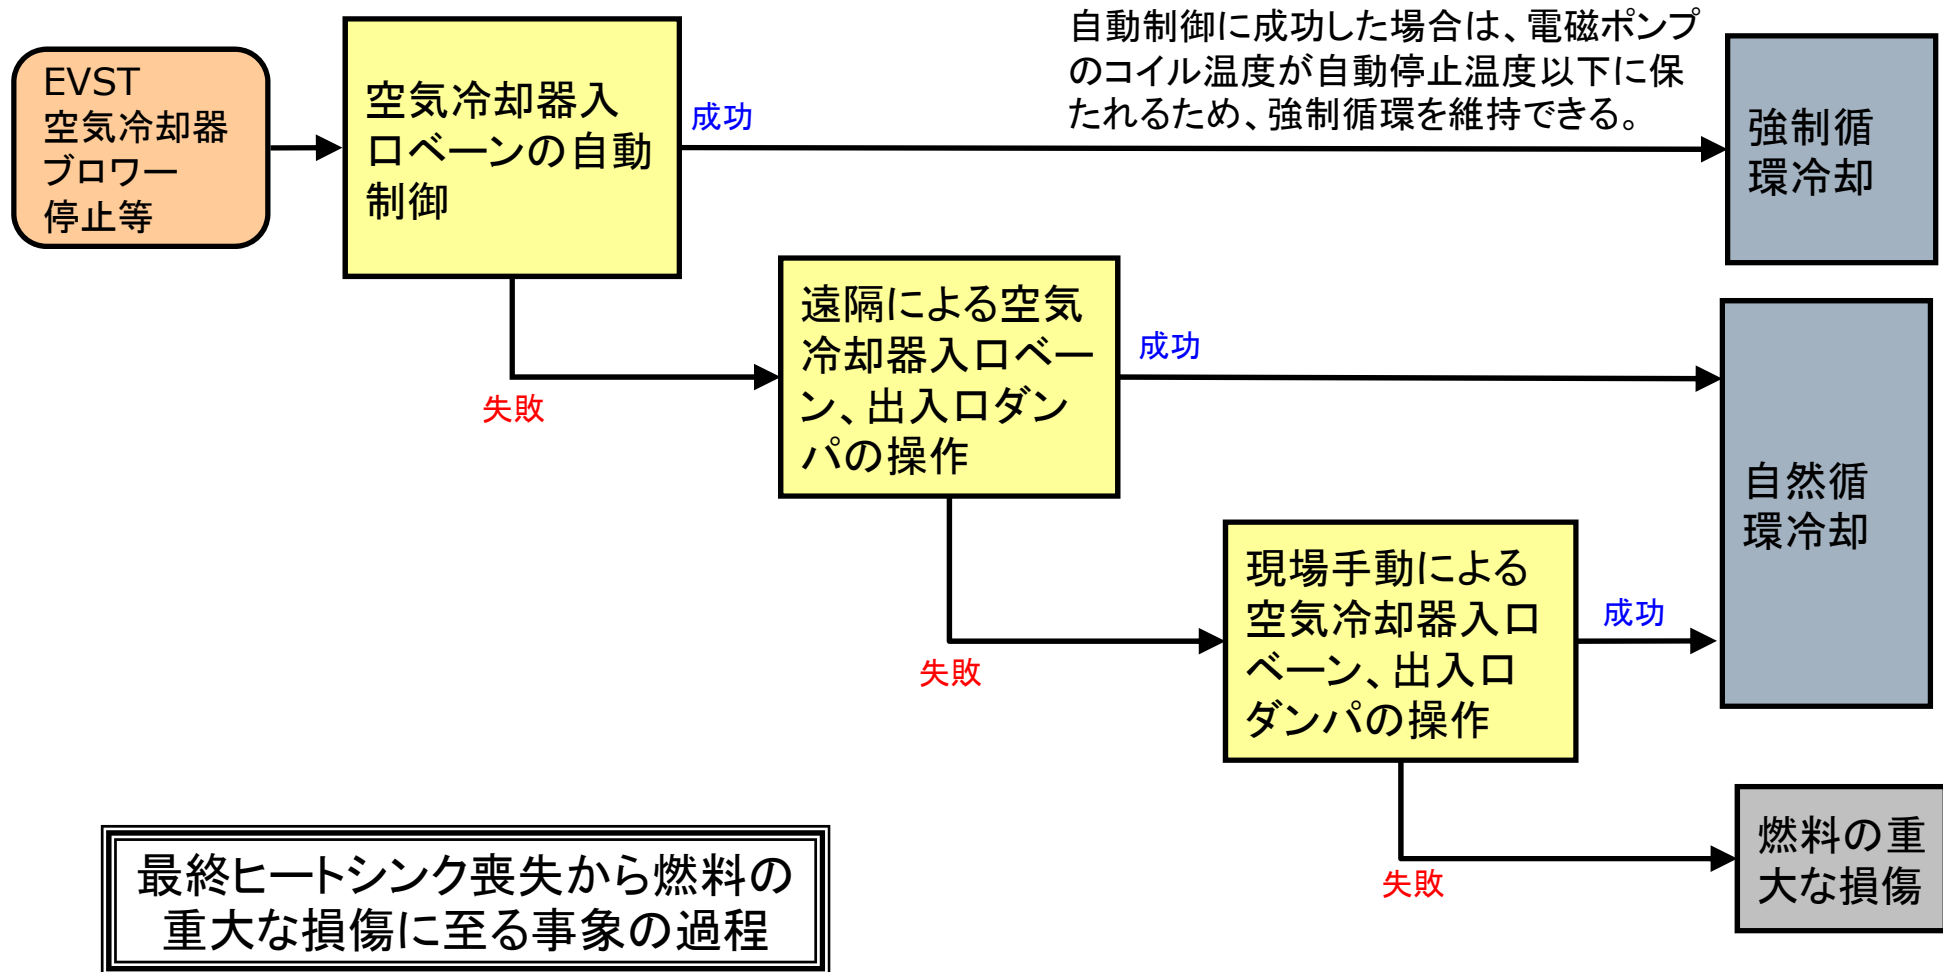 EVST
空気冷却器
ブロワー
停止等
空気冷却器入
口ベーンの自動
制御
成功
自動制御に成功した場合は、電磁ポンプ
のコイル温度が自動停止温度以下に保
たれるため、強制循環を維持できる。
強制循
環冷却
失敗
遠隔による空気
冷却器入口ベー
ン、出入口ダン
パの操作
成功
自然循
環冷却
失敗
現場手動による
空気冷却器入口
ベーン、出入口
ダンパの操作
成功
失敗
燃料の重
大な損傷
最終ヒートシンク喪失から燃料の
重大な損傷に至る事象の過程